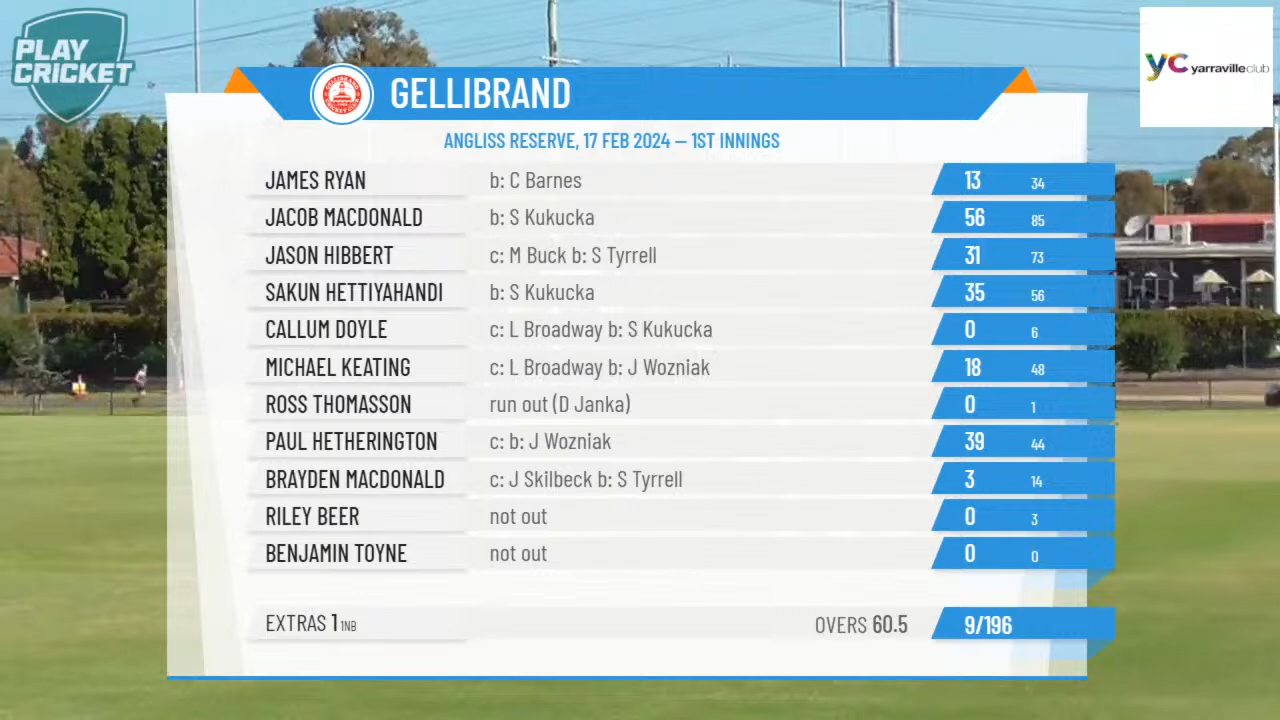 PLAY
CRICKET
yc yarravilleclub
GELLIBRAND
ANGLISS RESERVE, 17 FEB 2024 – 1ST INNINGS
JAMES RYAN b: C Barnes 13 34
JACOB MACDONALD b: S Kukucka 56 85
JASON HIBBERT c: M Buck b: S Tyrrell 31 73
SAKUN HETTIYAHANDI b: S Kukucka 35 56
CALLUM DOYLE c: L Broadway b: S Kukucka 0 6
MICHAEL KEATING c: L Broadway b: J Wozniak 18 48
ROSS THOMASSON run out (D Janka) 0 1
PAUL HETHERINGTON c: b: J Wozniak 39 44
BRAYDEN MACDONALD c: J Skilbeck b: S Tyrrell 3 14
RILEY BEER not out 0 3
BENJAMIN TOYNE not out 0 0
EXTRAS 1 1NB OVERS 60.5 9/196